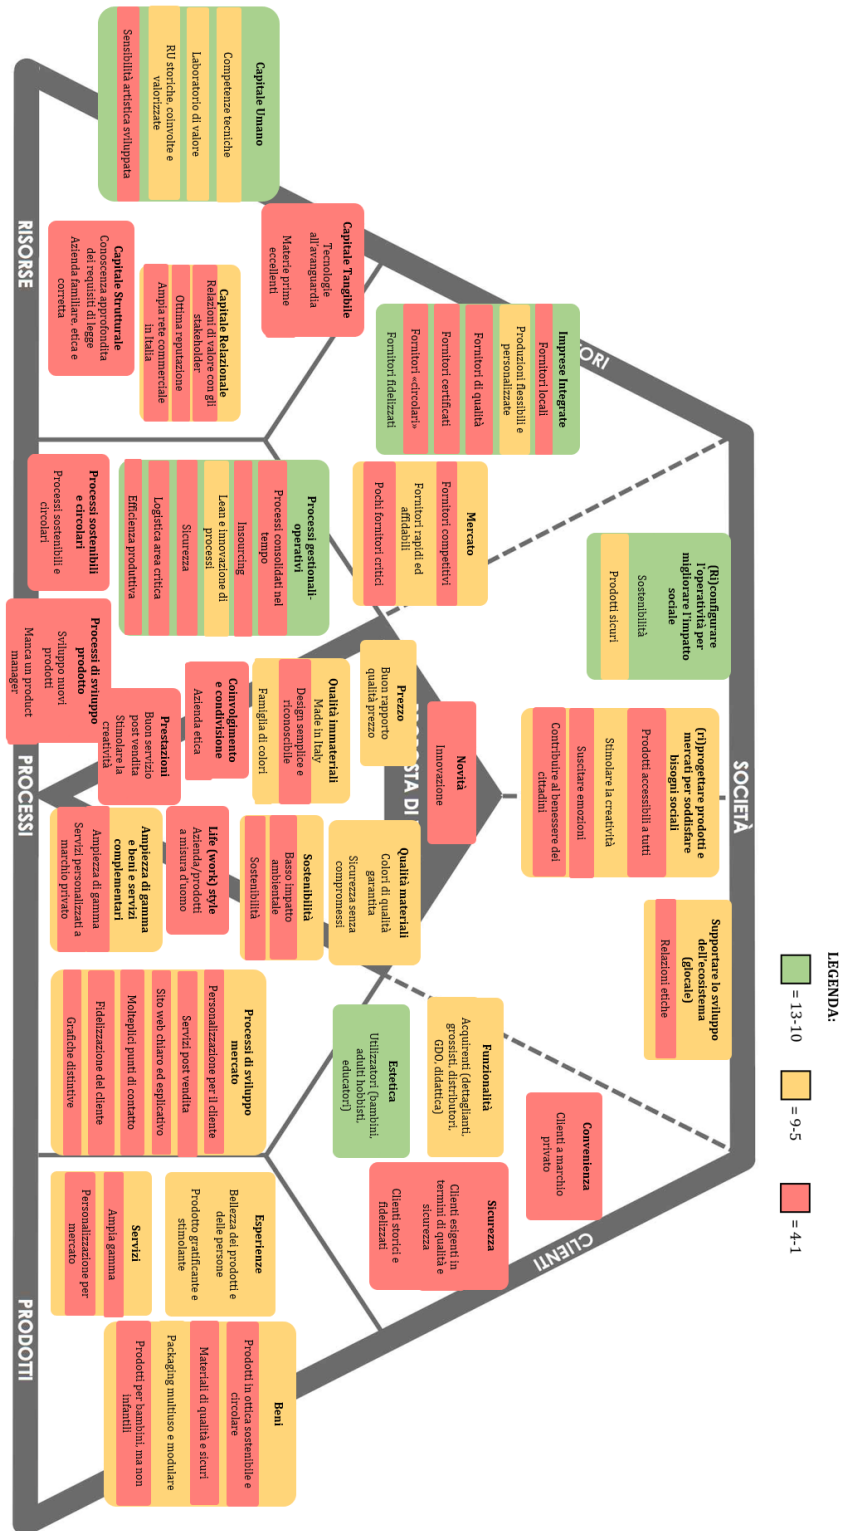 LEGENDA:
= 13-10
= 9-5
= 4-1
SOCIETÀ
(Ri)configurare
l'operatività per
migliorare l'impatto
sociale
Sostenibilità
Prodotti sicuri
(ri)progettare prodotti e
mercati per soddisfare
bisogni sociali
Prodotti accessibili a tutti
Stimolare la creatività
Suscitare emozioni
Contribuire al benessere dei
cittadini
Supportare lo sviluppo
dell'ecosistema
(glocale)
Relazioni etiche
ORI
Imprese Integrate
Fornitori locali
Produzioni flessibili e
personalizzate
Fornitori di qualità
Fornitori certificati
Fornitori «circolari»
Fornitori fidelizzati
Mercato
Fornitori competitivi
Fornitori rapidi ed
affidabili
Pochi fornitori critici
CLIENTI
Convenienza
Clienti a marchio
privato
Funzionalità
Acquirenti (dettaglianti,
grossisti, distributori,
GDO, didattica)
Sicurezza
Clienti esigenti in
termini di qualità e
sicurezza
Clienti storici e
fidelizzati
Estetica
Utilizzatori (bambini,
adulti hobbisti,
educatori)
STA DI
Novità
Innovazione
Prezzo
Buon rapporto
qualità prezzo
Qualità materiali
Colori di qualità
garantita
Sicurezza senza
compromessi
Qualità immateriali
Made in Italy
Design semplice e
riconoscibile
Famiglia di colori
Sostenibilità
Basso impatto
ambientale
Sostenibilità
Coinvolgimento
e condivisione
Azienda etica
Life (work) style
Azienda/prodotti
a misura d'uomo
Prestazioni
Buon servizio
post vendita
Stimolare la
creatività
Ampiezza di gamma
e beni e servizi
complementari
Ampiezza di gamma
Servizi personalizzati a
marchio privato
RISORSE
Capitale Umano
Competenze tecniche
Laboratorio di valore
RU storiche, coinvolte e
valorizzate
Sensibilità artistica sviluppata
Capitale Tangibile
Tecnologie
all'avanguardia
Materie prime
eccellenti
Capitale Relazionale
Relazioni di valore con gli
stakeholder
Ottima reputazione
Ampia rete commerciale
in Italia
Capitale Strutturale
Conoscenza approfondita
dei requisiti di legge
Azienda familiare, etica e
corretta
PROCESSI
Processi gestionali-
operativi
Processi consolidati nel
tempo
Insourcing
Lean e innovazione di
processi
Sicurezza
Logistica area critica
Efficienza produttiva
Processi sostenibili
e circolari
Processi sostenibili e
circolari
Processi di sviluppo
prodotto
Sviluppo nuovi
prodotti
Manca un product
manager
Processi di sviluppo
mercato
Personalizzazione per il cliente
Servizi post vendita
Sito web chiaro ed esplicativo
Molteplici punti di contatto
Fidelizzazione del cliente
Grafiche distintive
PRODOTTI
Esperienze
Bellezza dei prodotti e
delle persone
Prodotto gratificante e
stimolante
Servizi
Ampia gamma
Personalizzazione per
mercato
Beni
Prodotti in ottica sostenibile e
circolare
Materiali di qualità e sicuri
Packaging multiuso e modulare
Prodotti per bambini, ma non
infantili